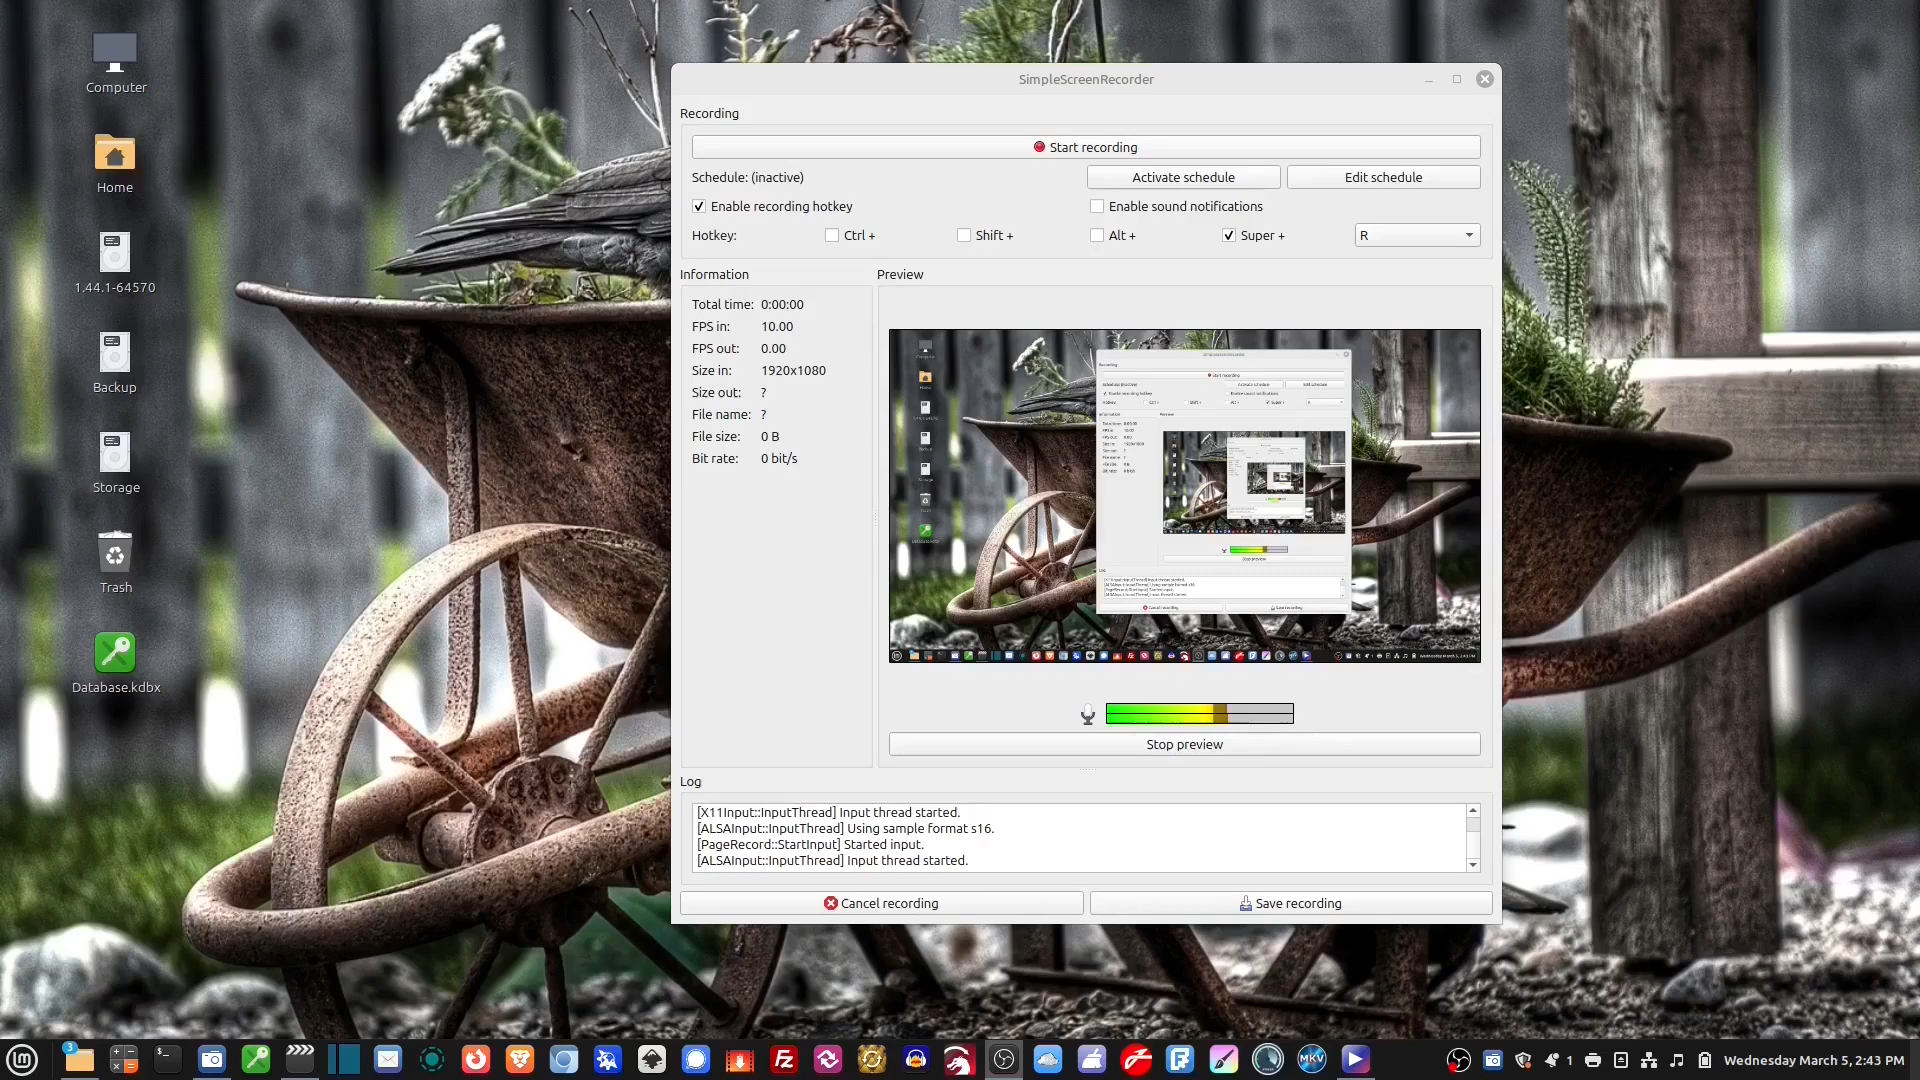 Computer
Home
1.44.1-64570
Backup
Storage
Trash
Database.kdbx
SimpleScreenRecorder
Recording
Start recording
Schedule: (inactive)
Activate schedule
Edit schedule
Enable recording hotkey
Enable sound notifications
Hotkey:
Ctrl +
Shift +
Alt +
Super +
R
Information
Total time: 0:00:00
FPS in: 10.00
FPS out: 0.00
Size in: 1920x1080
Size out: ?
File name: ?
File size: 0 B
Bit rate: 0 bit/s
Preview
Stop preview
Log
[X11Input::InputThread] Input thread started.
[ALSAInput::InputThread] Using sample format s16.
[PageRecord::StartInput] Started input.
[ALSAInput::InputThread] Input thread started.
Cancel recording
Save recording
3
MKV
1
Wednesday March 5, 2:43 PM